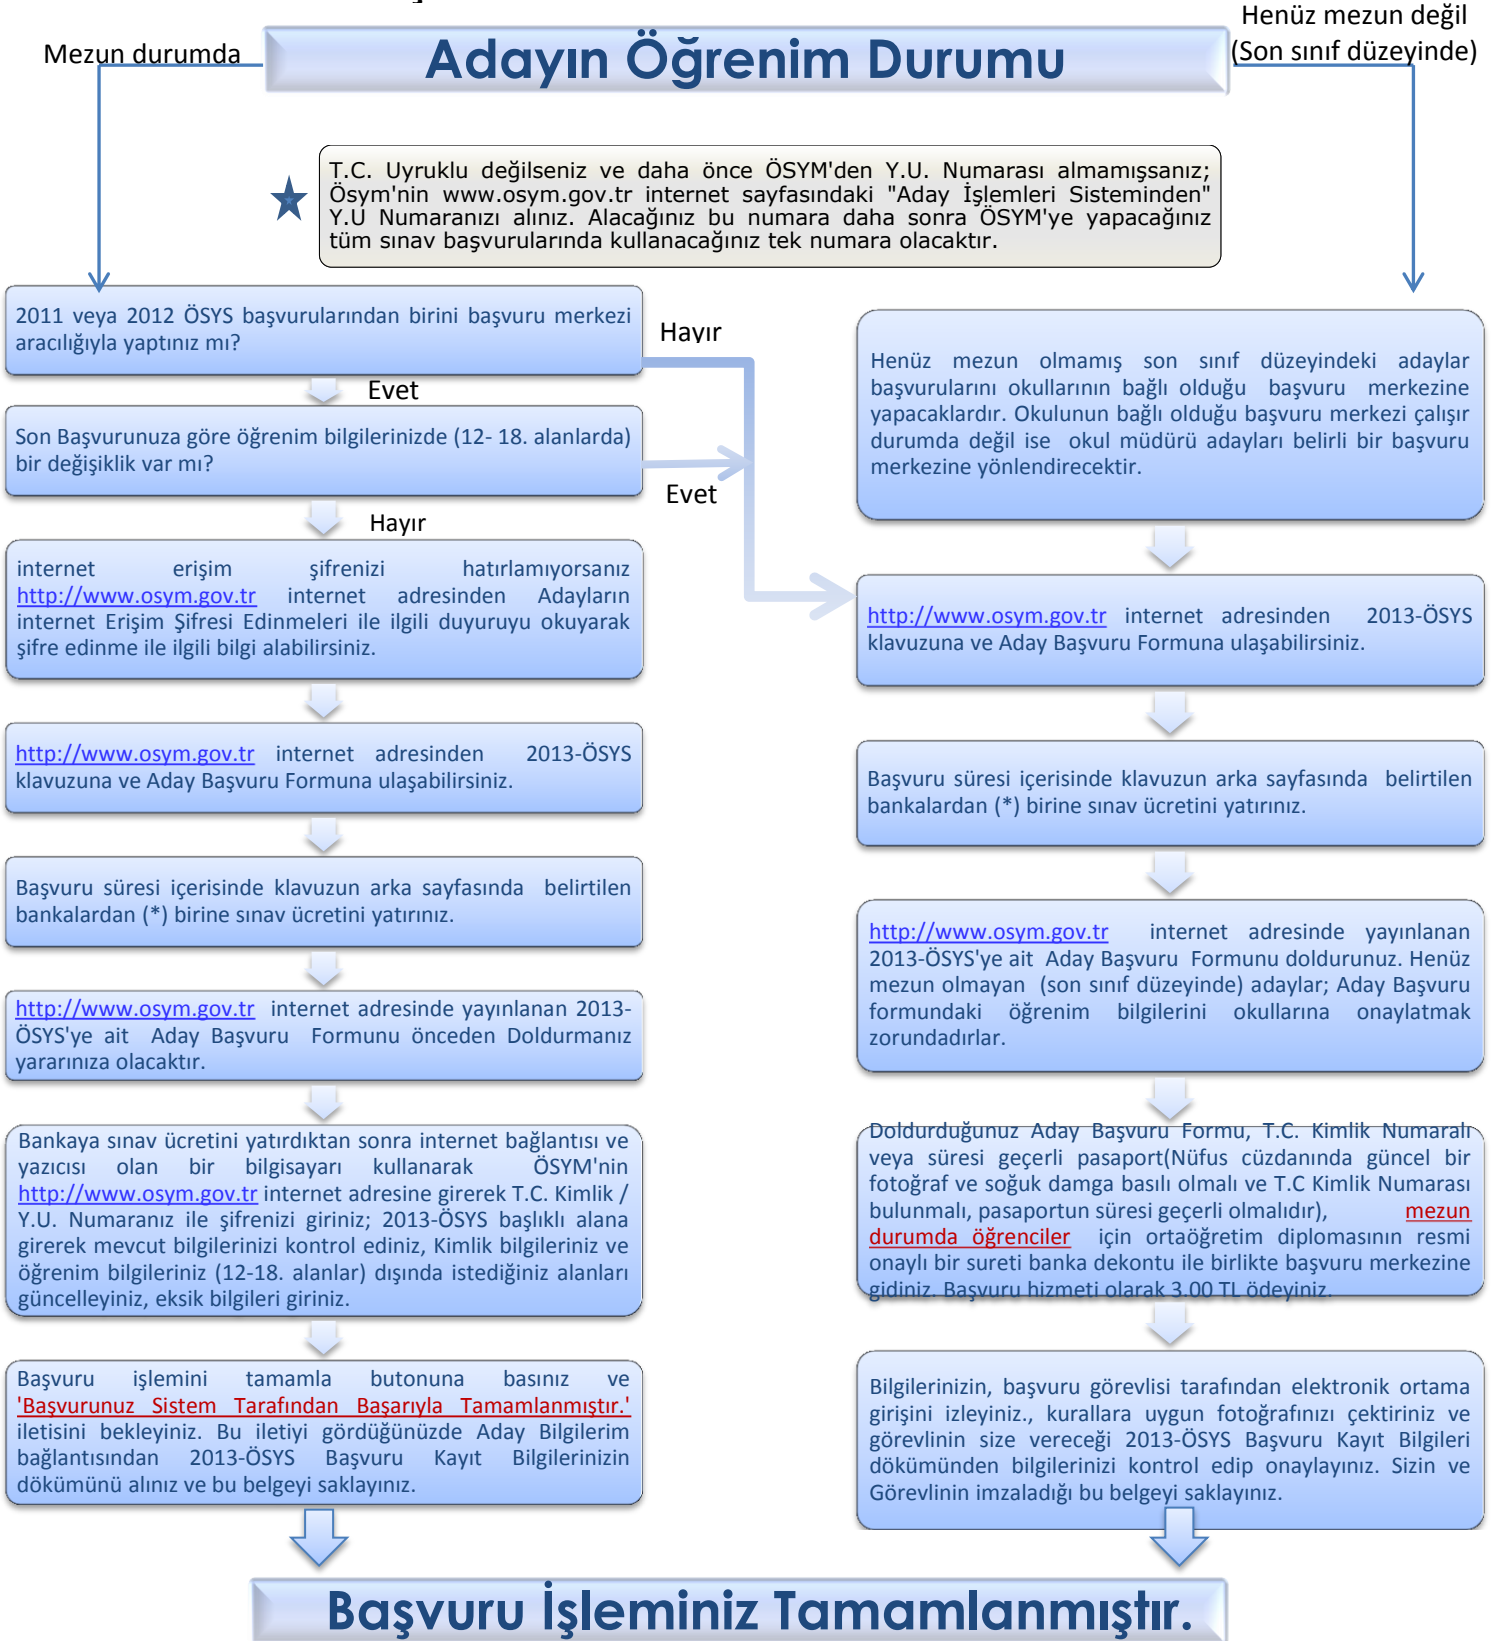 Henüz mezun değil
(Son sınıf düzeyinde)
Mezun durumda
Adayın Öğrenim Durumu
T.C. Uyruklu değilseniz ve daha önce ÖSYM'den Y.U. Numarası almamışsanız;
Ösym'nin www.osym.gov.tr internet sayfasındaki "Aday İşlemleri Sisteminden"
Y.U Numaranızı alınız. Alacağınız bu numara daha sonra ÖSYM'ye yapacağınız
tüm sınav başvurularında kullanacağınız tek numara olacaktır.
2011 veya 2012 ÖSYS başvurularından birini başvuru merkezi
aracılığıyla yaptınız mı?
Hayır
Evet
Son Başvurunuza göre öğrenim bilgilerinizde (12- 18. alanlarda)
bir değişiklik var mı?
Evet
Hayır
internet erişim şifrenizi hatırlamıyorsanız
http://www.osym.gov.tr internet adresinden Adayların
internet Erişim Şifresi Edinmeleri ile ilgili duyuruyu okuyarak
şifre edinme ile ilgili bilgi alabilirsiniz.
http://www.osym.gov.tr internet adresinden 2013-ÖSYS
klavuzuna ve Aday Başvuru Formuna ulaşabilirsiniz.
Başvuru süresi içerisinde klavuzun arka sayfasında belirtilen
bankalardan (*) birine sınav ücretini yatırınız.
http://www.osym.gov.tr internet adresinde yayınlanan 2013-
ÖSYS'ye ait Aday Başvuru Formunu önceden Doldurmanız
yararınıza olacaktır.
Bankaya sınav ücretini yatırdıktan sonra internet bağlantısı ve
yazıcısı olan bir bilgisayarı kullanarak ÖSYM'nin
http://www.osym.gov.tr internet adresine girerek T.C. Kimlik /
Y.U. Numaranız ile şifrenizi giriniz; 2013-ÖSYS başlıklı alana
girerek mevcut bilgilerinizi kontrol ediniz, Kimlik bilgileriniz ve
öğrenim bilgileriniz (12-18. alanlar) dışında istediğiniz alanları
güncelleyiniz, eksik bilgileri giriniz.
Başvuru işlemini tamamla butonuna basınız ve
'Başvurunuz Sistem Tarafından Başarıyla Tamamlanmıştır.'
iletisini bekleyiniz. Bu iletiyi gördüğünüzde Aday Bilgilerim
bağlantısından 2013-ÖSYS Başvuru Kayıt Bilgilerinizin
dökümünü alınız ve bu belgeyi saklayınız.
Henüz mezun olmamış son sınıf düzeyindeki adaylar
başvurularını okullarının bağlı olduğu başvuru merkezine
yapacaklardır. Okulunun bağlı olduğu başvuru merkezi çalışır
durumda değil ise okul müdürü adayları belirli bir başvuru
merkezine yönlendirecektir.
http://www.osym.gov.tr internet adresinden 2013-ÖSYS
klavuzuna ve Aday Başvuru Formuna ulaşabilirsiniz.
Başvuru süresi içerisinde klavuzun arka sayfasında belirtilen
bankalardan (*) birine sınav ücretini yatırınız.
http://www.osym.gov.tr internet adresinde yayınlanan
2013-ÖSYS'ye ait Aday Başvuru Formunu doldurunuz. Henüz
mezun olmayan (son sınıf düzeyinde) adaylar; Aday Başvuru
formundaki öğrenim bilgilerini okullarına onaylatmak
zorundadırlar.
Doldurduğunuz Aday Başvuru Formu, T.C. Kimlik Numaralı
veya süresi geçerli pasaport(Nüfus cüzdanında güncel bir
fotoğraf ve soğuk damga basılı olmalı ve T.C Kimlik Numarası
bulunmalı, pasaportun süresi geçerli olmalıdır), mezun
durumda öğrenciler için ortaöğretim diplomasının resmi
onaylı bir sureti banka dekontu ile birlikte başvuru merkezine
gidiniz. Başvuru hizmeti olarak 3.00 TL ödeyiniz.
Bilgilerinizin, başvuru görevlisi tarafından elektronik ortama
girişini izleyiniz., kurallara uygun fotoğrafınızı çektiriniz ve
görevlinin size vereceği 2013-ÖSYS Başvuru Kayıt Bilgileri
dökümünden bilgilerinizi kontrol edip onaylayınız. Sizin ve
Görevlinin imzaladığı bu belgeyi saklayınız.
Başvuru İşleminiz Tamamlanmıştır.